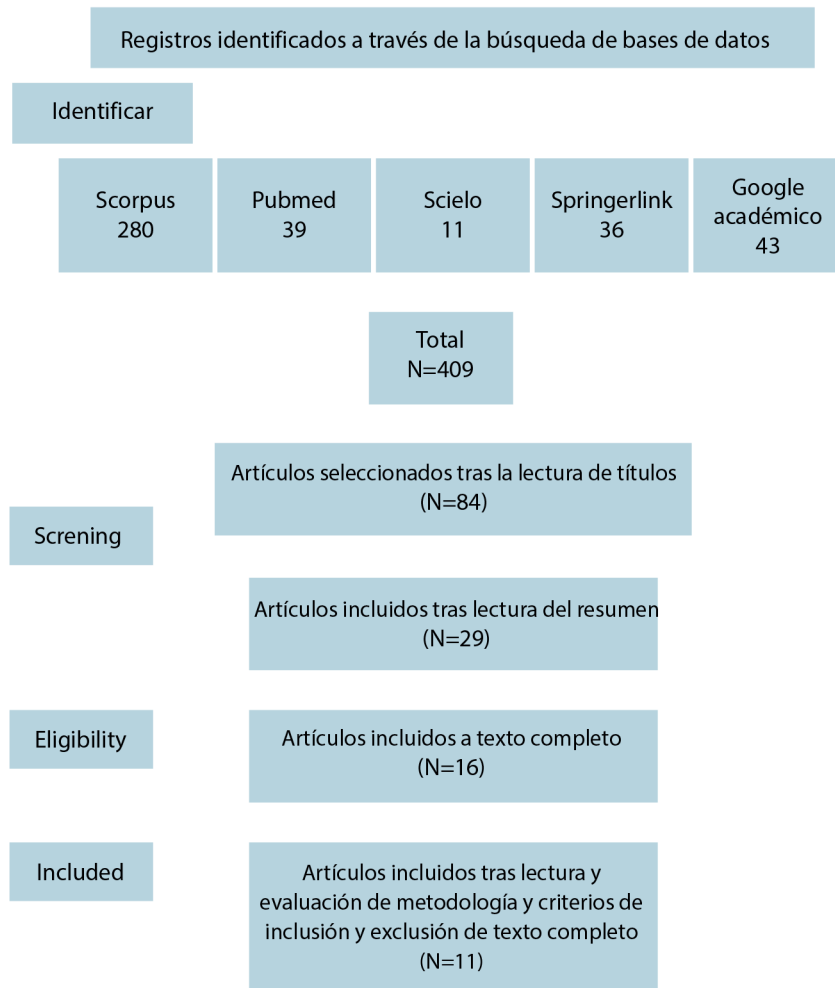 Registros identificados a través de la búsqueda de bases de datos
Identificar
Scorpus
280
Pubmed
39
Scielo
11
Springerlink
36
Google
académico
43
Total
N=409
Artículos seleccionados tras la lectura de títulos
(N=84)
Screning
Artículos incluidos tras lectura del resumen
(N=29)
Eligibility
Artículos incluidos a texto completo
(N=16)
Included
Artículos incluidos tras lectura y
evaluación de metodología y criterios de
inclusión y exclusión de texto completo
(N=11)